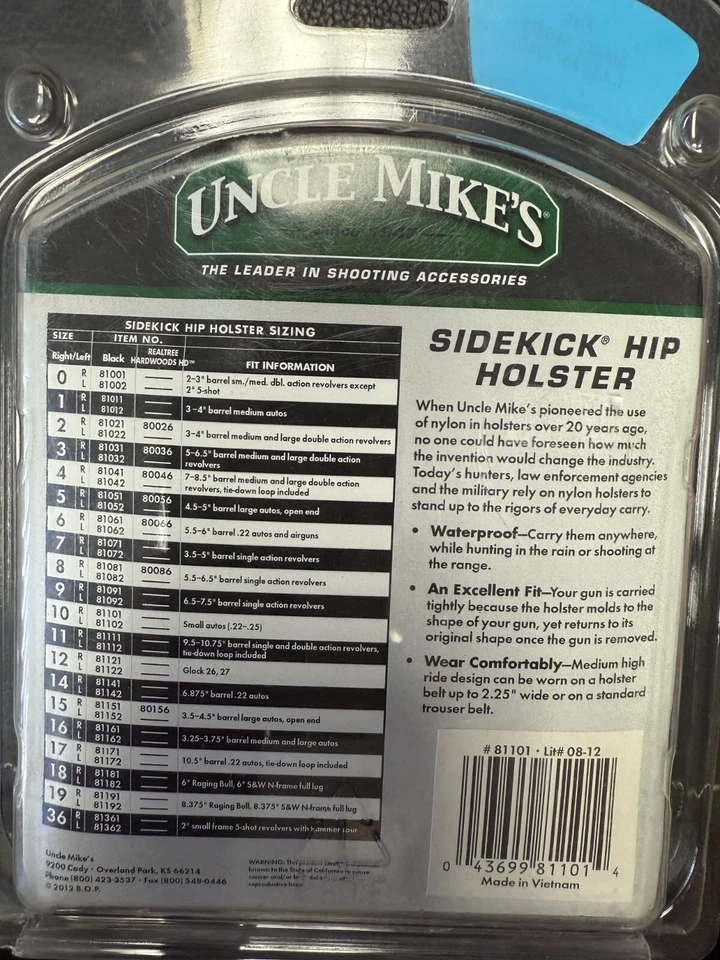 UNCLE MIKE'S®
THE LEADER IN SHOOTING ACCESSORIES
SIDEKICK HIP HOLSTER SIZING
SIZE ITEM NO.
Right/Left Black REALTREE HARDWOODS HD™ FIT INFORMATION
0 R 81001 L 81002 2–3" barrel sm./med. dbl. action revolvers except 2" 5-shot
1 R 81011 L 81012 3–4" barrel medium autos
2 R 81021 80026 L 81022 3–4" barrel medium and large double action revolvers
3 R 81031 80036 L 81032 5–6.5" barrel medium and large double action revolvers
4 R 81041 80046 L 81042 7–8.5" barrel medium and large double action revolvers, tie-down loop included
5 R 81051 80056 L 81052 4.5–5" barrel large autos, open end
6 R 81061 80066 L 81062 5.5–6" barrel .22 autos and airguns
7 R 81071 L 81072 3.5–5" barrel single action revolvers
8 R 81081 80086 L 81082 5.5–6.5" barrel single action revolvers
9 R 81091 L 81092 6.5–7.5" barrel single action revolvers
10 R 81101 L 81102 Small autos (.22–.25)
11 R 81111 L 81112 9.5–10.75" barrel single and double action revolvers, tie-down loop included
12 R 81121 L 81122 Glock 26, 27
14 R 81141 L 81142 6.875" barrel .22 autos
15 R 81151 80156 L 81152 3.5–4.5" barrel large autos, open end
16 R 81161 L 81162 3.25–3.75" barrel medium and large autos
17 R 81171 L 81172 10.5" barrel .22 autos, tie-down loop included
18 R 81181 L 81182 6" Raging Bull, 6" S&W N-frame full lug
19 R 81191 L 81192 8.375" Raging Bull, 8.375" S&W N-frame full lug
36 R 81361 L 81362 2" small frame 5-shot revolvers with hammer spur
Uncle Mike's
9200 Cody • Overland Park, KS 66214
Phone (800) 423-3537 • Fax (800) 548-0446
© 2012 B.O.P.
WARNING: This product
known to the State of California to cause
cancer and/or
reproductive
SIDEKICK® HIP
HOLSTER
When Uncle Mike's pioneered the use
of nylon in holsters over 20 years ago,
no one could have foreseen how much
the invention would change the industry.
Today's hunters, law enforcement agencies
and the military rely on nylon holsters to
stand up to the rigors of everyday carry.
• Waterproof—Carry them anywhere,
while hunting in the rain or shooting at
the range.
• An Excellent Fit—Your gun is carried
tightly because the holster molds to the
shape of your gun, yet returns to its
original shape once the gun is removed.
• Wear Comfortably—Medium high
ride design can be worn on a holster
belt up to 2.25" wide or on a standard
trouser belt.
# 81101 • Lit# 08-12
0 43699 81101 4
Made in Vietnam